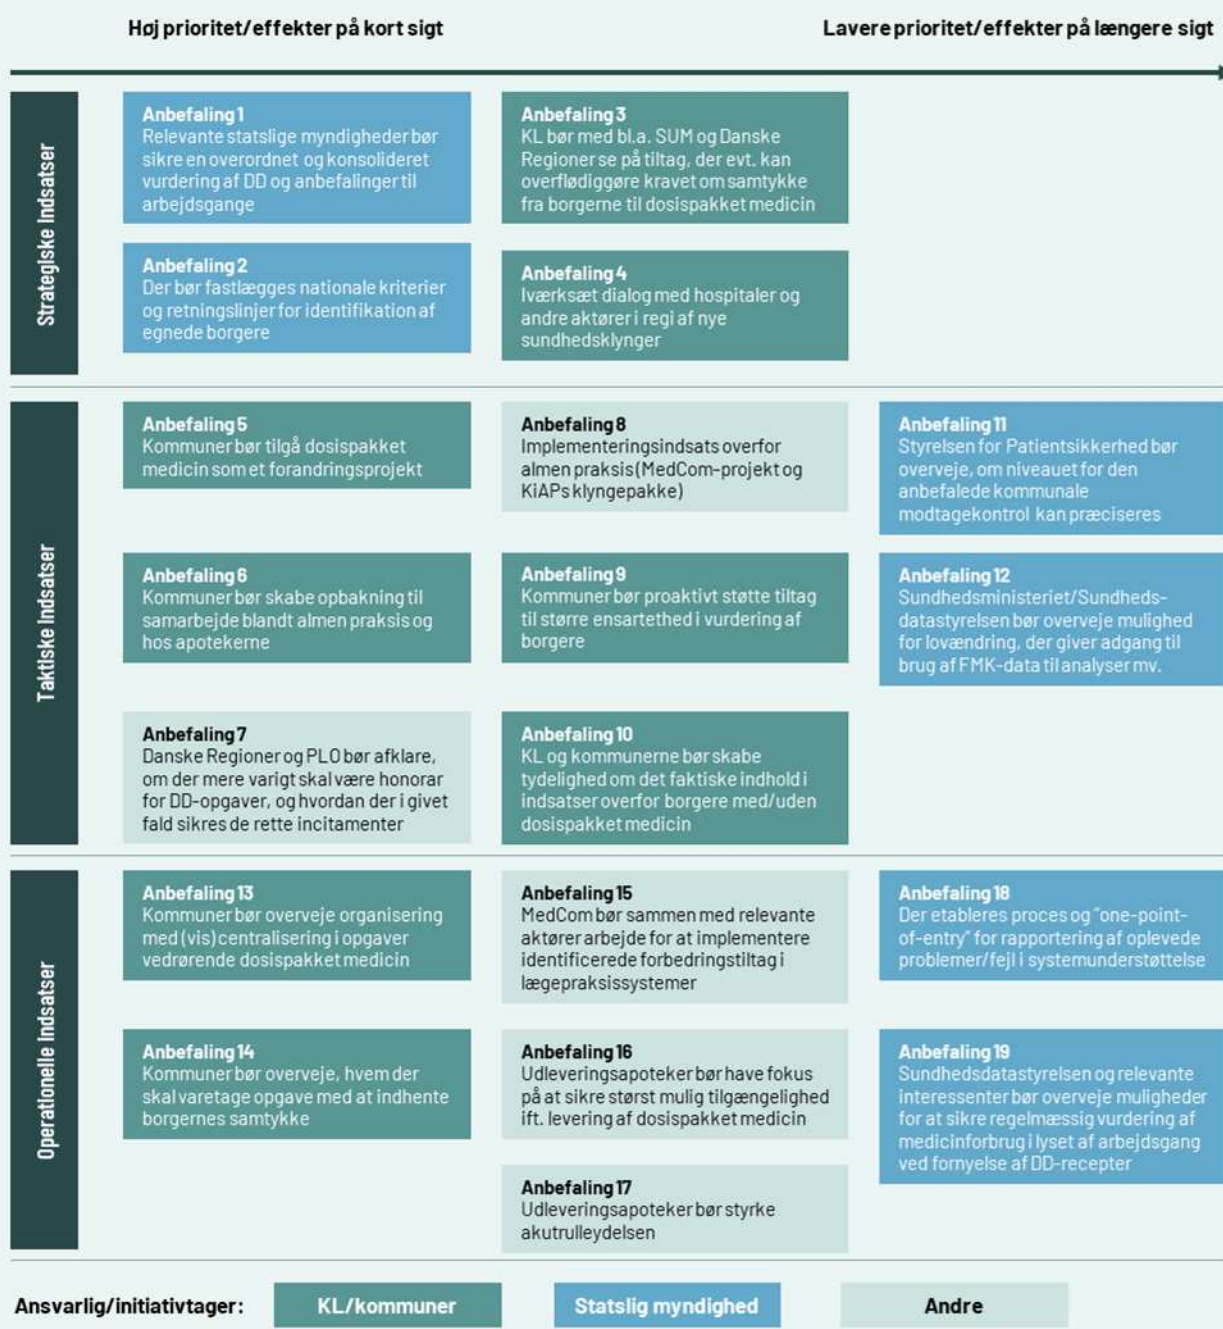 Høj prioritet/effekter på kort sigt
Lavere prioritet/effekter på længere sigt
Strategiske Indsatser
Anbefaling 1
Relevante statslige myndigheder bør
sikre en overordnet og konsolideret
vurdering af DD og anbefalinger til
arbejdsgange
Anbefaling 2
Der bør fastlægges nationale kriterier
og retningslinjer for identifikation af
egnede borgere
Anbefaling 3
KL bør med bl.a. SUM og Danske
Regioner se på tiltag, der evt. kan
overflødiggøre kravet om samtykke
fra borgerne til dosispakket medicin
Anbefaling 4
Iværksæt dialog med hospitaler og
andre aktører i regi af nye
sundhedsklynger
Taktiske Indsatser
Anbefaling 5
Kommuner bør tilgå dosispakket
medicin som et forandringsprojekt
Anbefaling 6
Kommuner bør skabe opbakning til
samarbejde blandt almen praksis og
hos apotekerne
Anbefaling 7
Danske Regioner og PLO bør afklare,
om der mere varigt skal være honorar
for DD-opgaver, og hvordan der i givet
fald sikres de rette incitamenter
Anbefaling 8
Implementeringsindsats overfor
almen praksis (MedCom-projekt og
KiAPs klyngepakke)
Anbefaling 9
Kommuner bør proaktivt støtte tiltag
til større ensartethed i vurdering af
borgere
Anbefaling 10
KL og kommunerne bør skabe
tydelighed om det faktiske indhold i
indsatser overfor borgere med/uden
dosispakket medicin
Anbefaling 11
Styrelsen for Patientsikkerhed bør
overveje, om niveauet for den
anbefalede kommunale
modtagekontrol kan præciseres
Anbefaling 12
Sundhedsministeriet/Sundheds-
datastyrelsen bør overveje mulighed
for lovændring, der giver adgang til
brug af FMK-data til analyser mv.
Operationelle Indsatser
Anbefaling 13
Kommuner bør overveje organisering
med (vis) centralisering i opgaver
vedrørende dosispakket medicin
Anbefaling 14
Kommuner bør overveje, hvem der
skal varetage opgave med at indhente
borgernes samtykke
Anbefaling 15
MedCom bør sammen med relevante
aktører arbejde for at implementere
identificerede forbedringstiltag i
lægepraksissystemer
Anbefaling 16
Udleveringsapoteker bør have fokus
på at sikre størst mulig tilgængelighed
ift. levering af dosispakket medicin
Anbefaling 17
Udleveringsapoteker bør styrke
akutrulleydelsen
Anbefaling 18
Der etableres proces og "one-point-
of-entry" for rapportering af oplevede
problemer/fejl i systemunderstøttelse
Anbefaling 19
Sundhedsdatastyrelsen og relevante
interessenter bør overveje muligheder
for at sikre regelmæssig vurdering af
medicinforbrug i lyset af arbejdsgang
ved fornyelse af DD-recepter
Ansvarlig/initiativtager:
KL/kommuner
Statslig myndighed
Andre